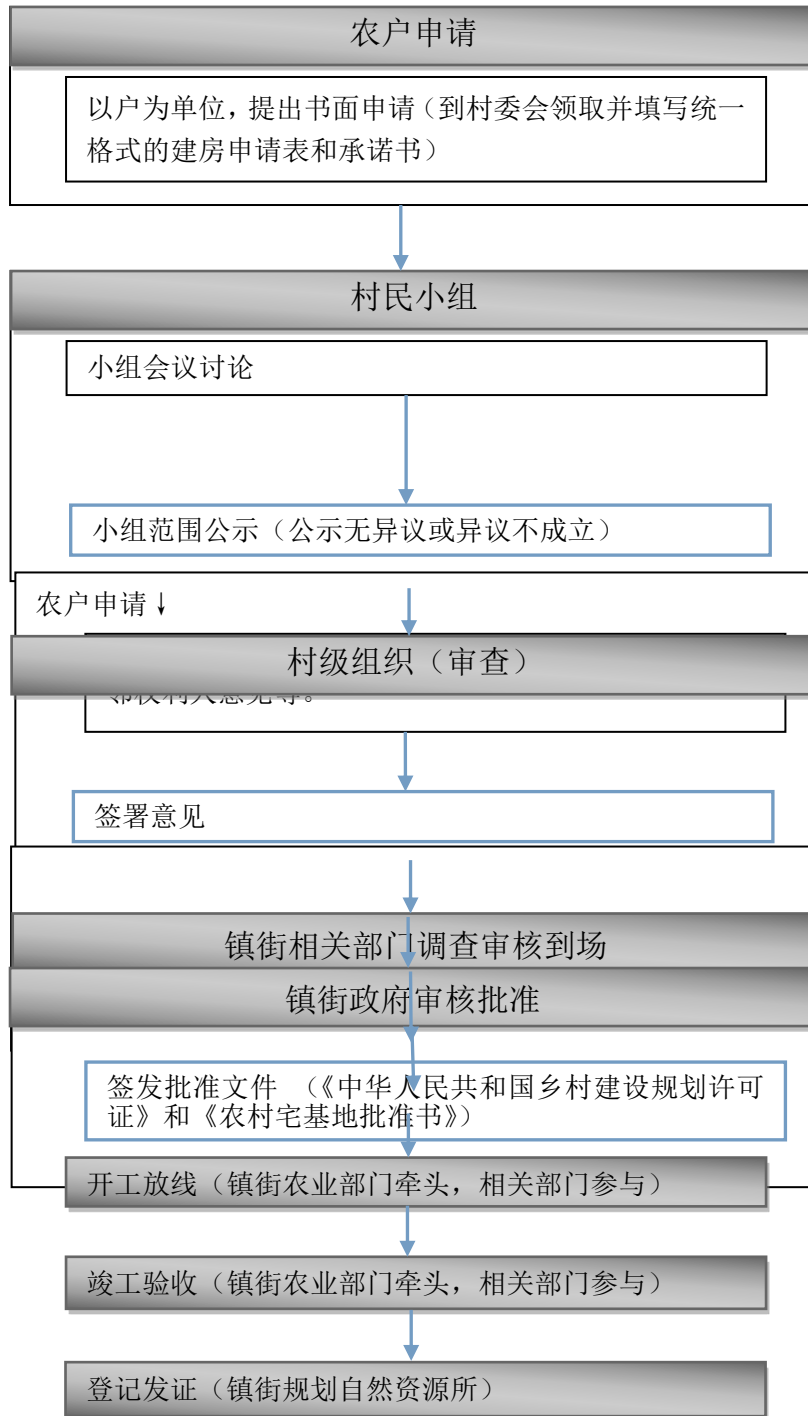 农户申请
以户为单位，提出书面申请（到村委会领取并填写统一
格式的建房申请表和承诺书）
村民小组
小组会议讨论
小组范围公示（公示无异议或异议不成立）
农户申请↓
村级组织（审查）
签署意见
镇街相关部门调查审核到场
镇街政府审核批准
签发批准文件 （《中华人民共和国乡村建设规划许可
证》和《农村宅基地批准书》）
开工放线（镇街农业部门牵头，相关部门参与）
竣工验收（镇街农业部门牵头，相关部门参与）
登记发证（镇街规划自然资源所）